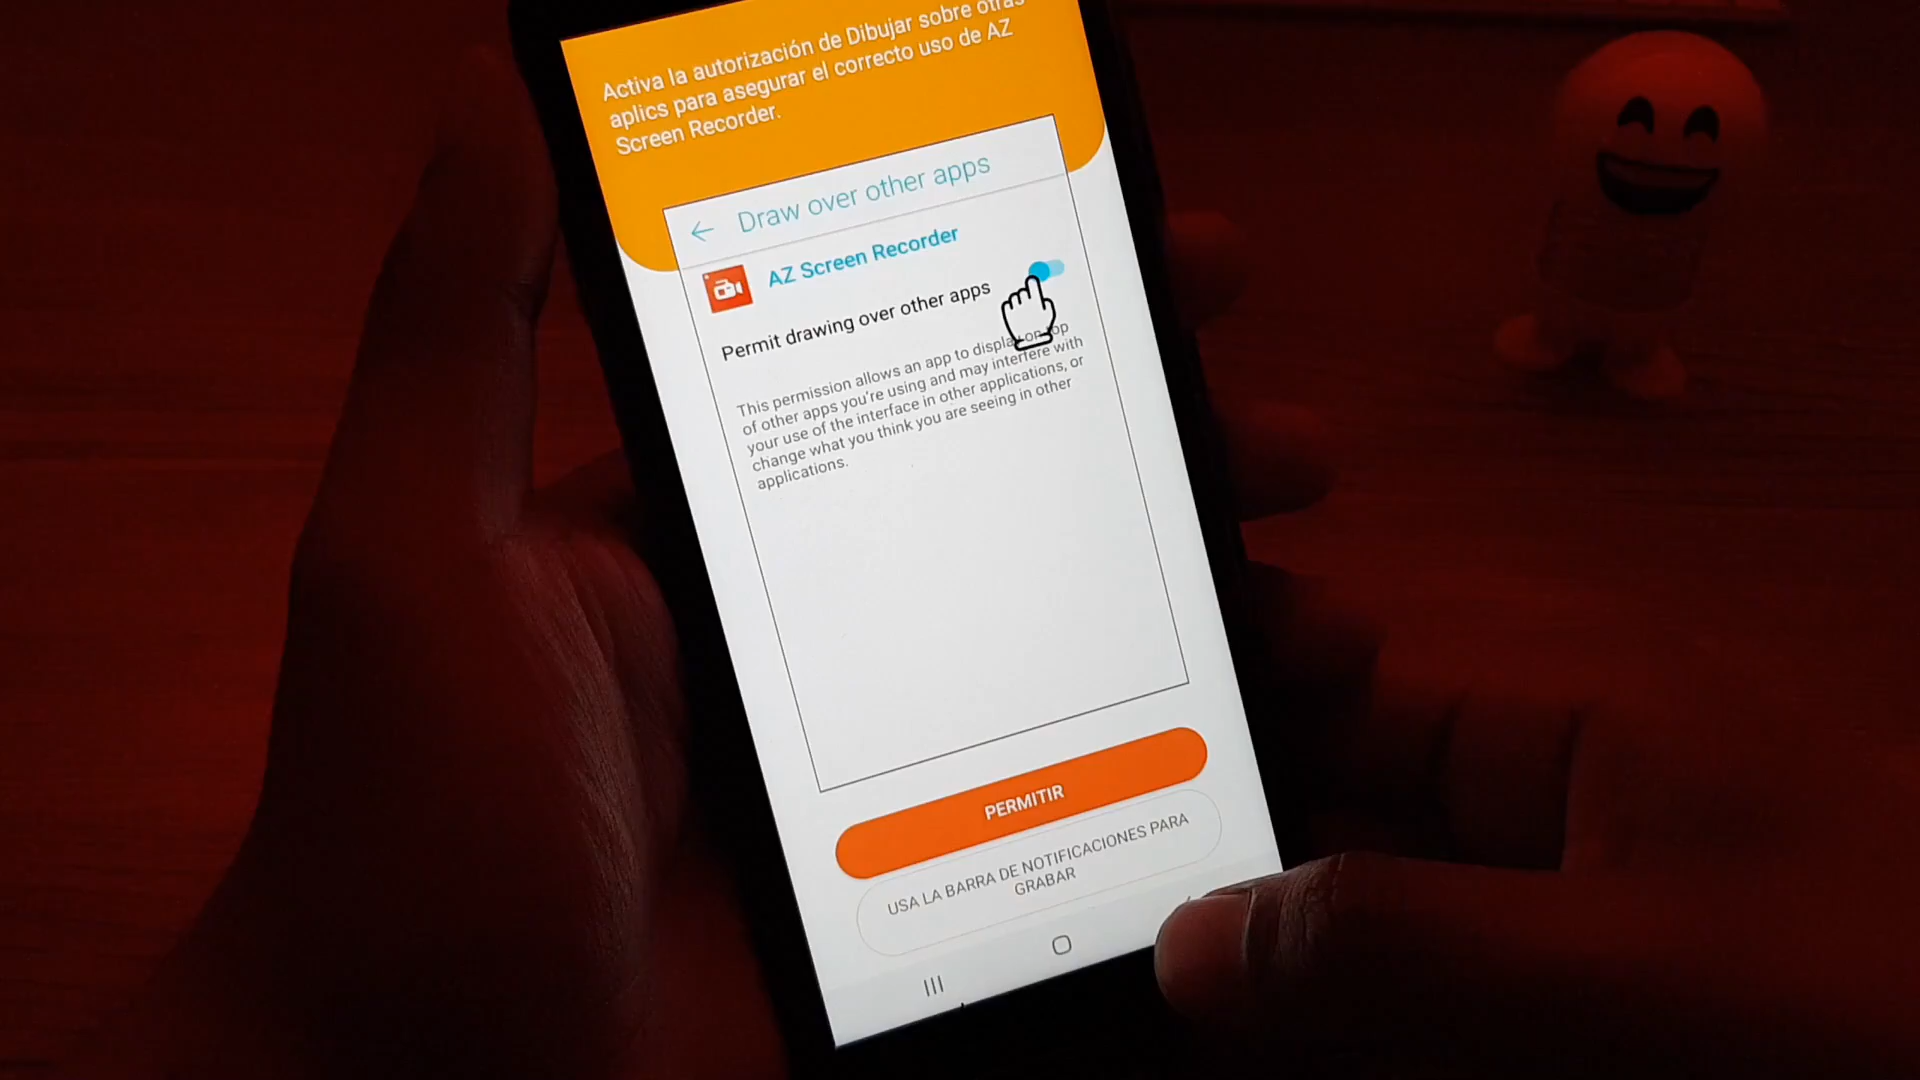 Activa la autorización de Dibujar sobre otras
aplics para asegurar el correcto uso de AZ
Screen Recorder.
Draw over other apps
AZ Screen Recorder
Permit drawing over other apps
This permission allows an app to display on top
of other apps you're using and may interfere with
your use of the interface in other applications, or
change what you think you are seeing in other
applications.
PERMITIR
USA LA BARRA DE NOTIFICACIONES PARA
GRABAR